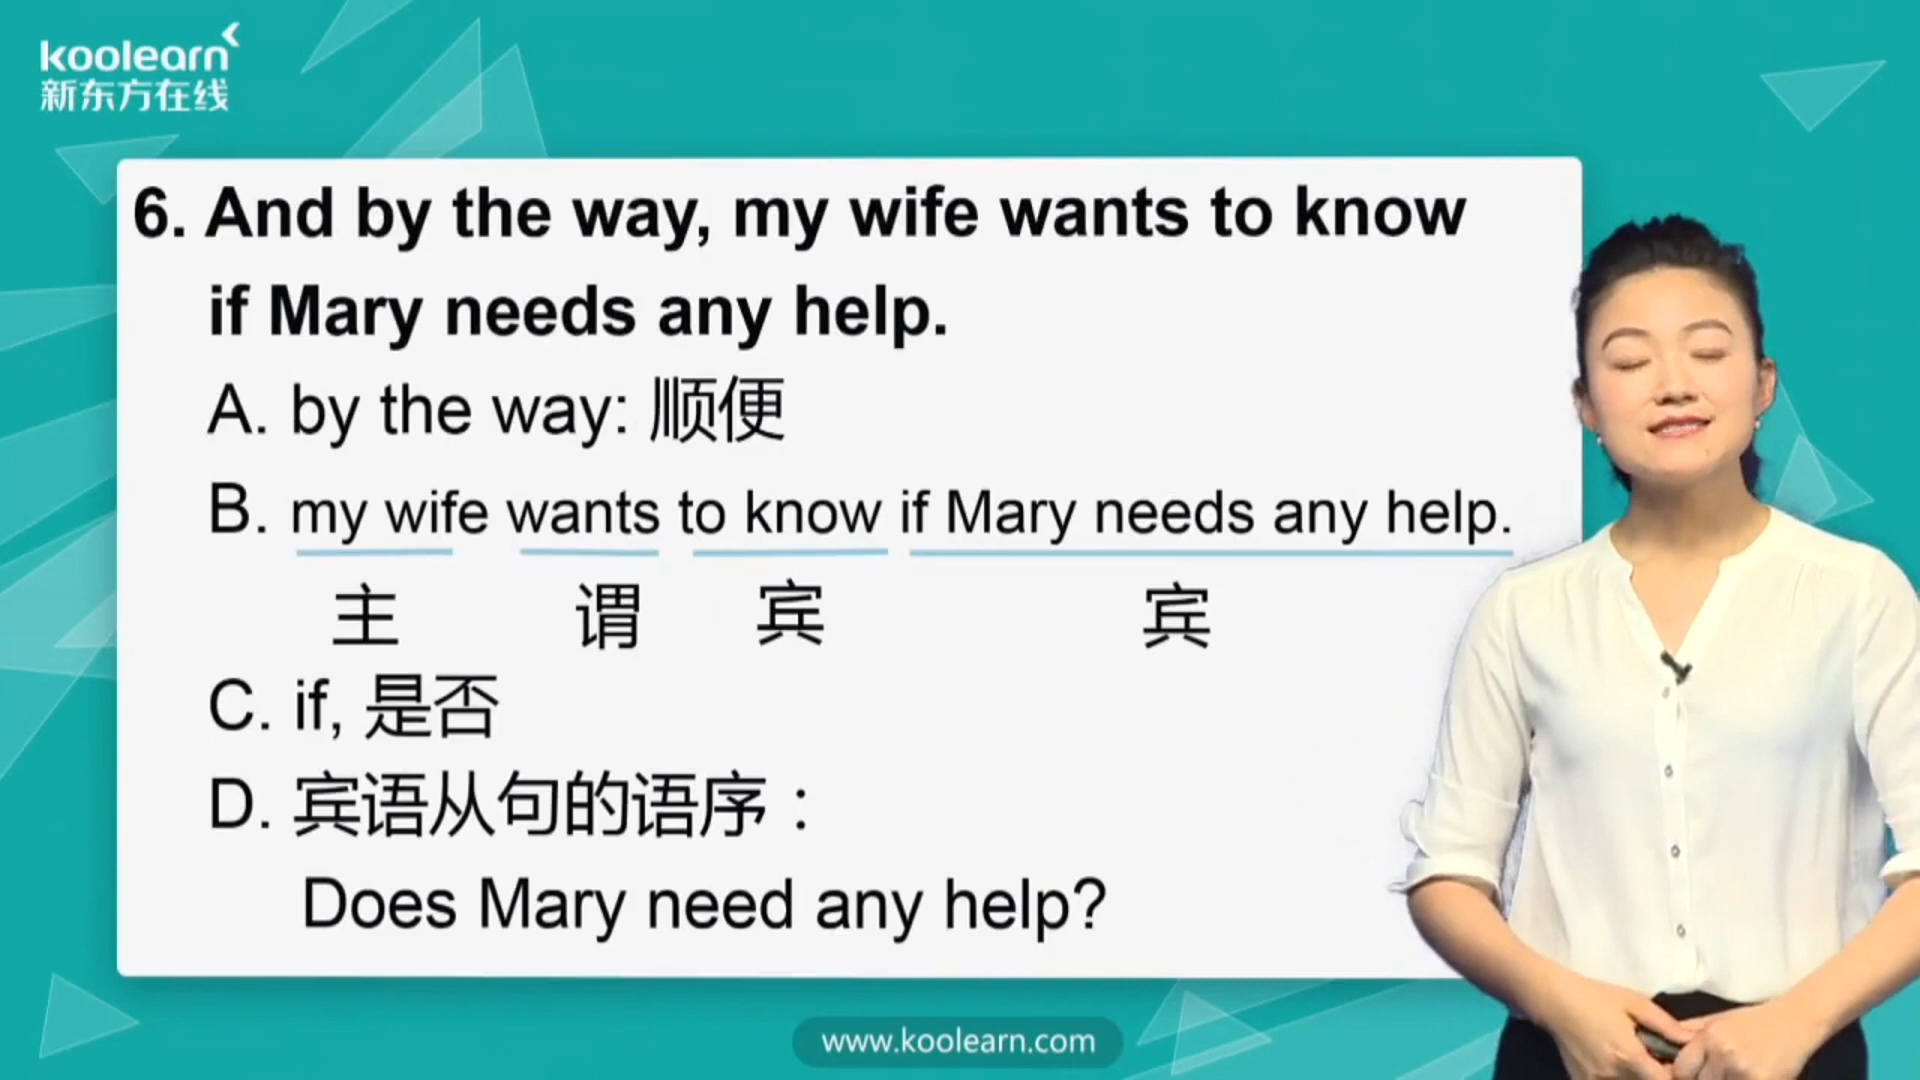 koolearn
新东方在线
6. And by the way, my wife wants to know
if Mary needs any help.
A. by the way: 顺便
B. my wife wants to know if Mary needs any help.
主 谓 宾 宾
C. if, 是否
D. 宾语从句的语序：
Does Mary need any help?
www.koolearn.com